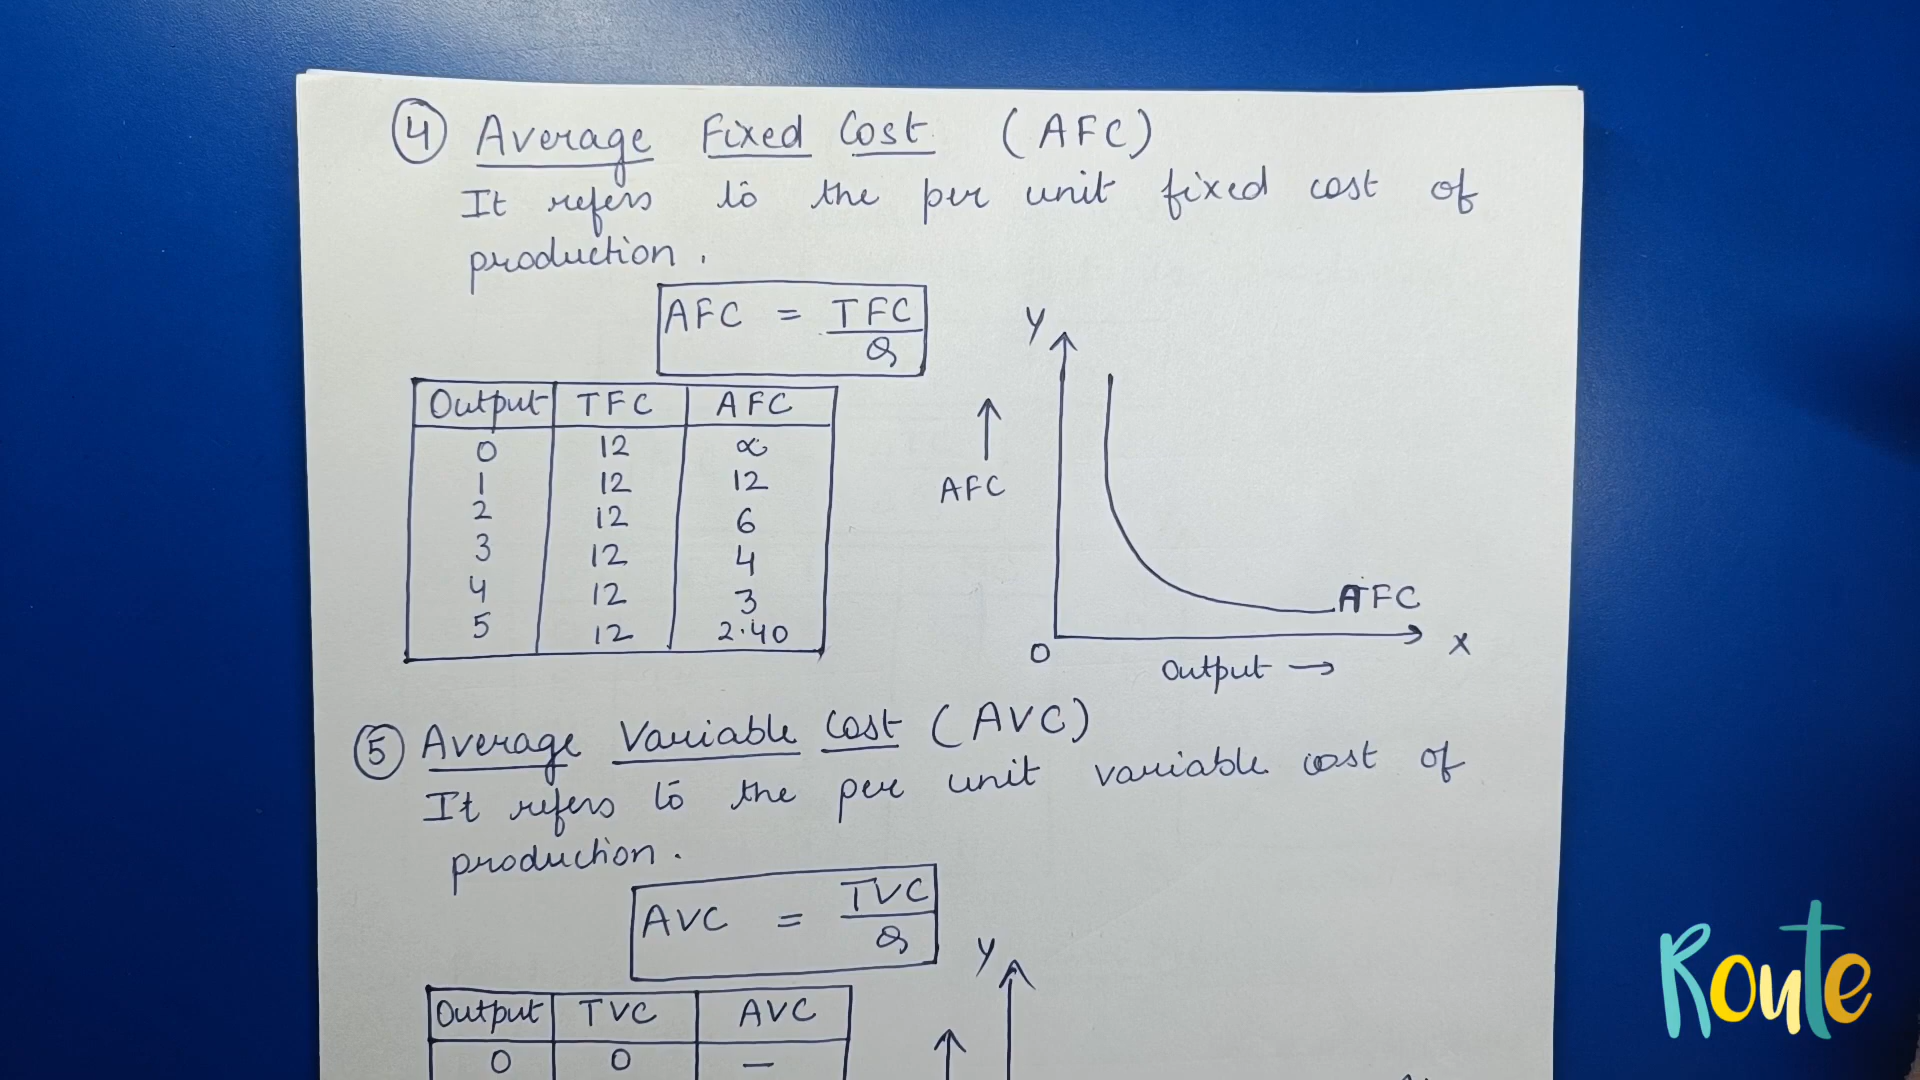 ④ Average Fixed Cost (AFC)
It refers to the per unit fixed cost of
production.
AFC = TFC
Q
Output TFC AFC
0 12 ∞
1 12 12
2 12 6
3 12 4
4 12 3
5 12 2.40
Y
AFC
AFC
O
X
Output →
⑤ Average Variable Cost (AVC)
It refers to the per unit variable cost of
production.
AVC = TVC
Q
Y
Output TVC AVC
0 0 —
Route